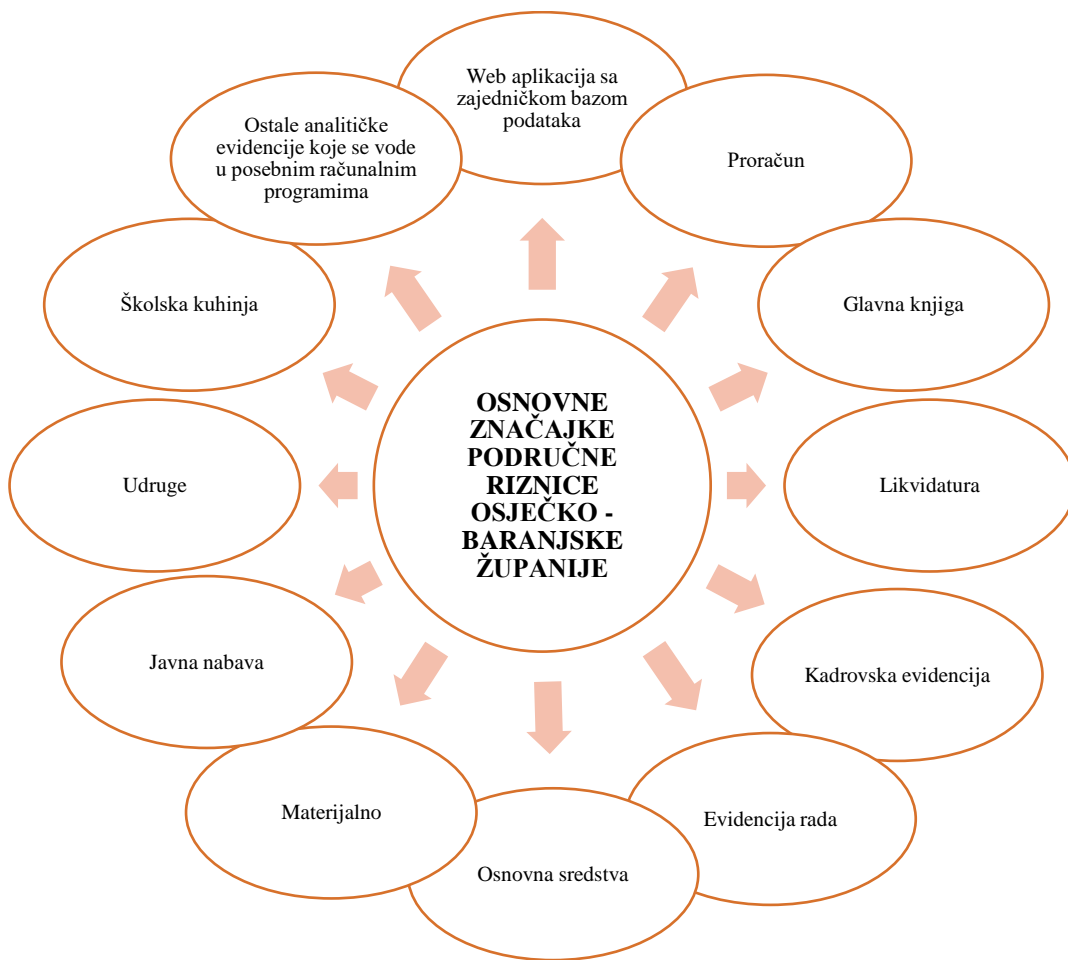 Web aplikacija sa
zajedničkom bazom
podataka
Proračun
Glavna knjiga
Likvidatura
Kadrovska evidencija
Evidencija rada
Osnovna sredstva
Materijalno
Javna nabava
Udruge
Školska kuhinja
Ostale analitičke
evidencije koje se vode
u posebnim računalnim
programima
OSNOVNE
ZNAČAJKE
PODRUČNE
RIZNICE
OSJEČKO -
BARANJSKE
ŽUPANIJE